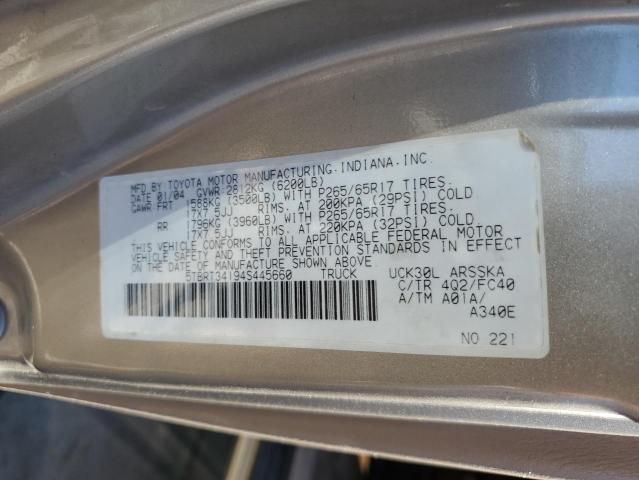 MFD.BY TOYOTA MOTOR MANUFACTURING.INDIANA.INC.
DATE 01/04 GVWR 2812KG (6200LB)
GAWR FRT 1588KG (3500LB) WITH P265/65R17 TIRES.
17X7.5JJ RIMS. AT 200KPA (29PSI) COLD
RR 1796KG (3960LB) WITH P265/65R17 TIRES.
17X7.5JJ RIMS. AT 220KPA (32PSI) COLD.
THIS VEHICLE CONFORMS TO ALL APPLICABLE FEDERAL MOTOR
VEHICLE SAFETY AND THEFT PREVENTION STANDARDS IN EFFECT
ON THE DATE OF MANUFACTURE SHOWN ABOVE
5TBRT34194S445660 TRUCK UCK30L ARSSKA
C/TR 4Q2/FC40
A/TM A01A/
A340E
NO 221